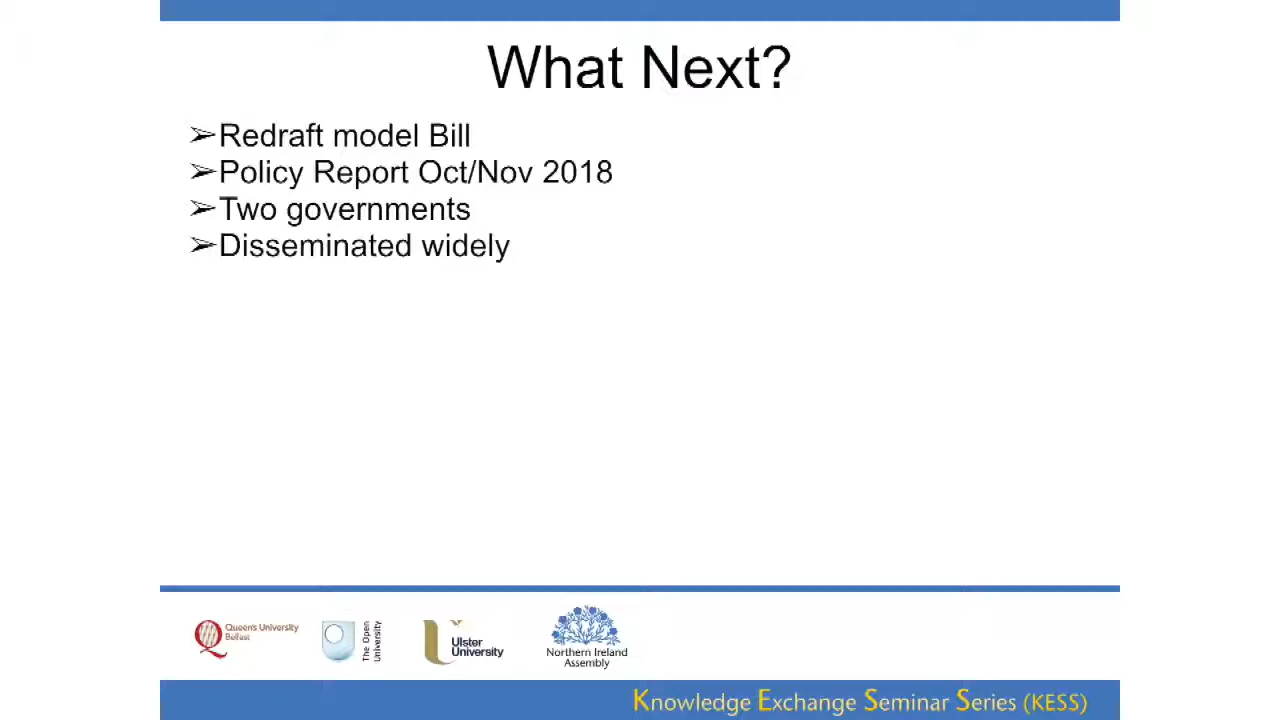 What Next?
➢Redraft model Bill
➢Policy Report Oct/Nov 2018
➢Two governments
➢Disseminated widely
Queen's University
Belfast
The Open
University
Ulster
University
Northern Ireland
Assembly
Knowledge Exchange Seminar Series (KESS)